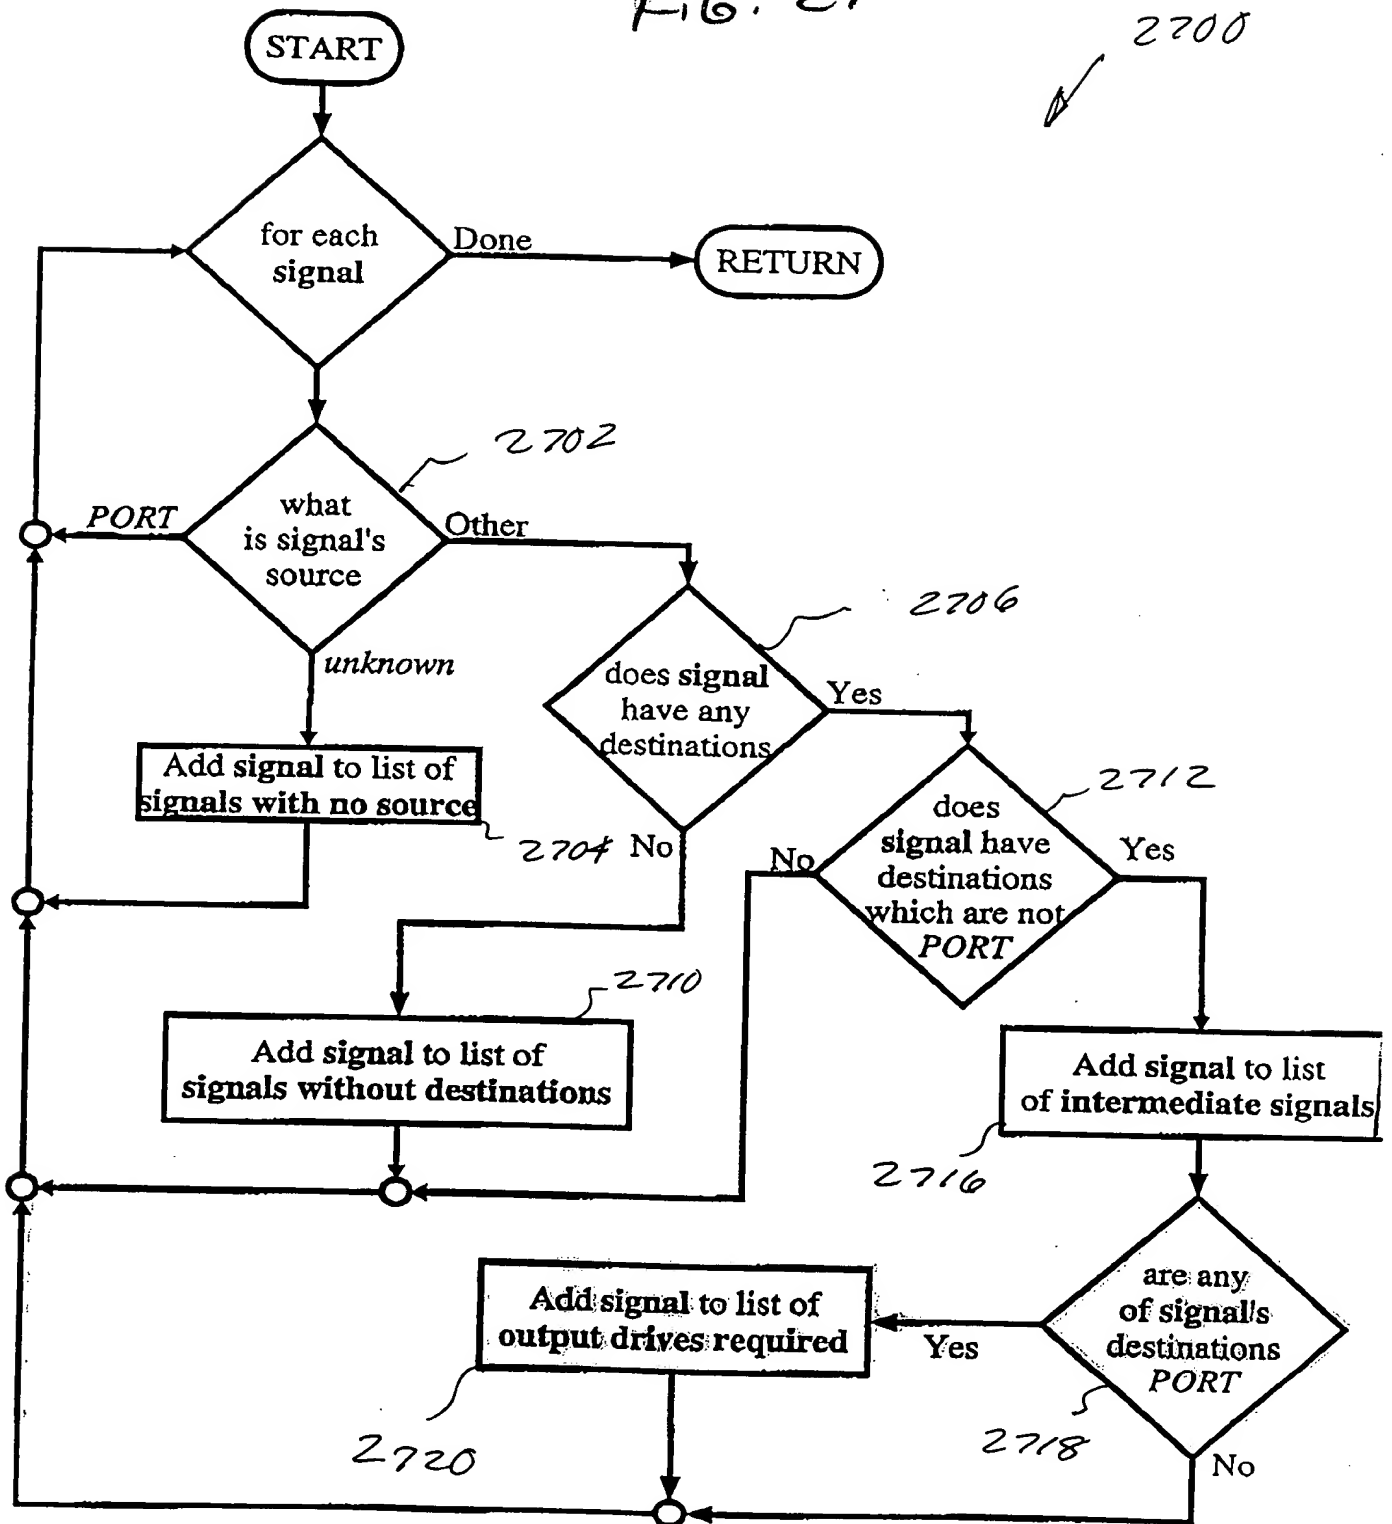 FIG. 27
2700
START
for each
signal
Done
RETURN
2702
what
is signal's
source
PORT
Other
unknown
2706
does signal
have any
destinations
Yes
Add signal to list of
signals with no source
2704
No
2712
does
signal have
destinations
which are not
PORT
No
Yes
2710
Add signal to list of
signals without destinations
Add signal to list
of intermediate signals
2716
are any
of signal's
destinations
PORT
Add signal to list of
output drives required
Yes
2720
2718
No